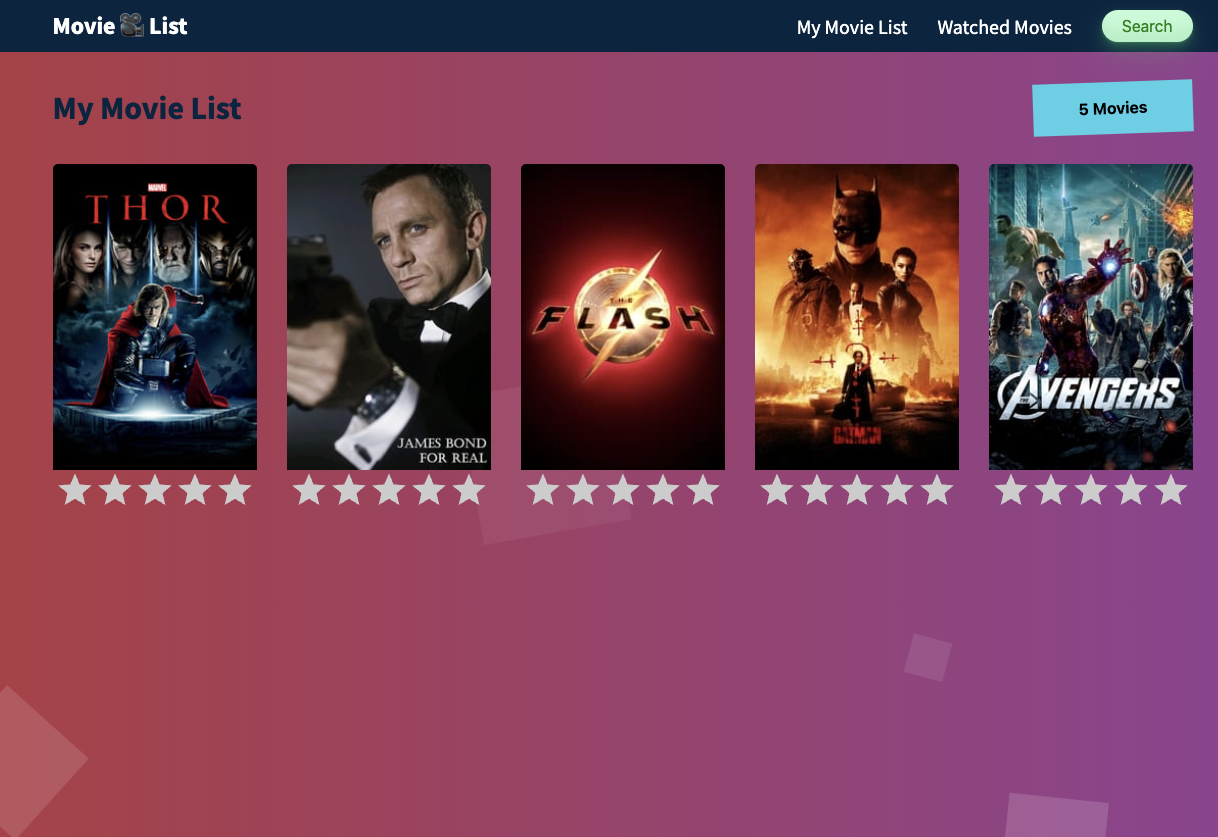 Movie List
My Movie List
Watched Movies
Search
My Movie List
5 Movies
MARVEL
THOR
JAMES BOND
FOR REAL
THE
FLASH
THE
BATMAN
THE
AVENGERS